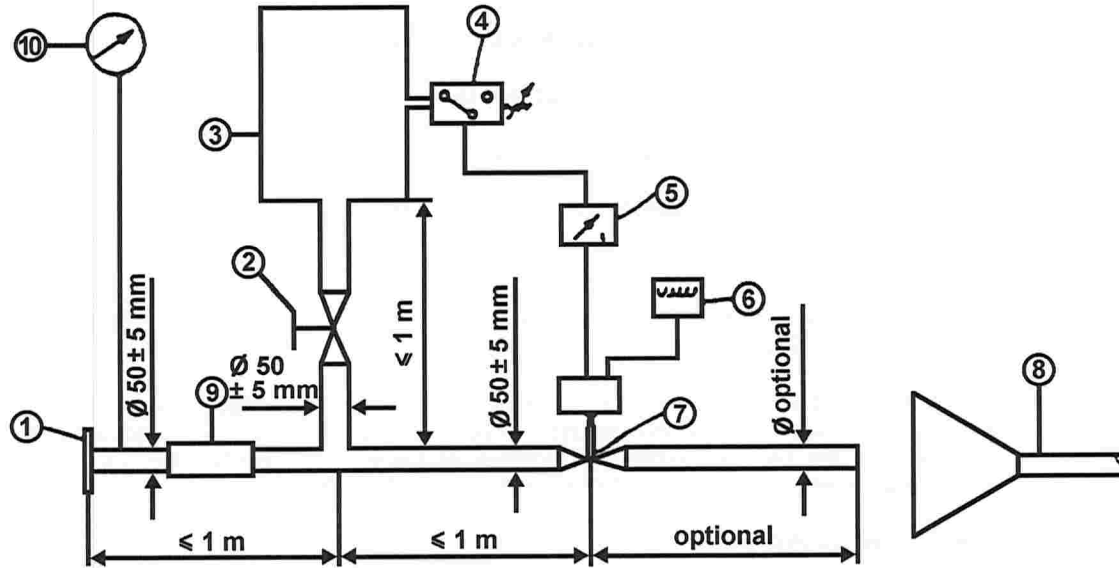 10
4
3
5
2
6
Ø 50 ± 5 mm
≤ 1 m
Ø 50
± 5 mm
Ø 50 ± 5 mm
Ø optional
9
7
8
1
≤ 1 m
≤ 1 m
optional